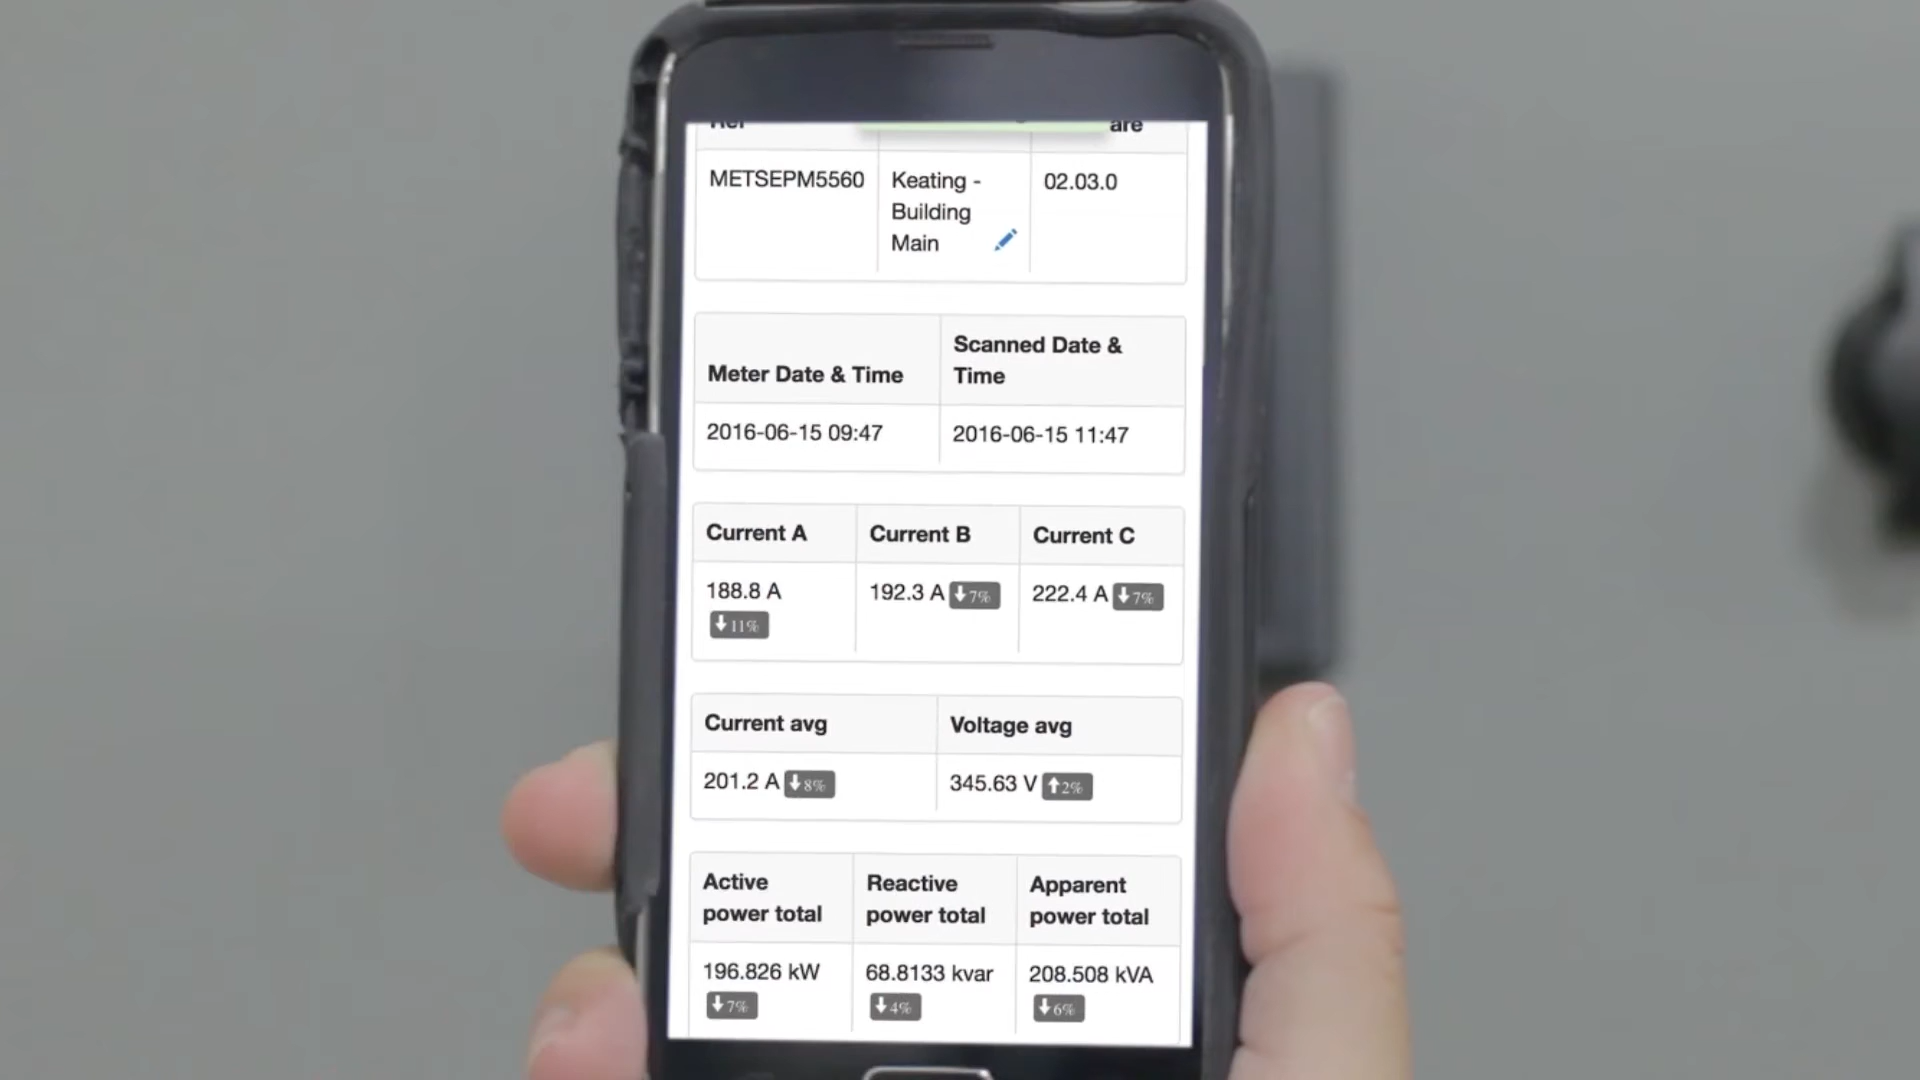 Ref
are
METSEPM5560
Keating -
Building
Main
02.03.0
Meter Date & Time
Scanned Date &
Time
2016-06-15 09:47
2016-06-15 11:47
Current A
Current B
Current C
188.8 A
↓11%
192.3 A ↓7%
222.4 A ↓7%
Current avg
Voltage avg
201.2 A ↓8%
345.63 V ↑2%
Active
power total
Reactive
power total
Apparent
power total
196.826 kW
↓7%
68.8133 kvar
↓4%
208.508 kVA
↓6%